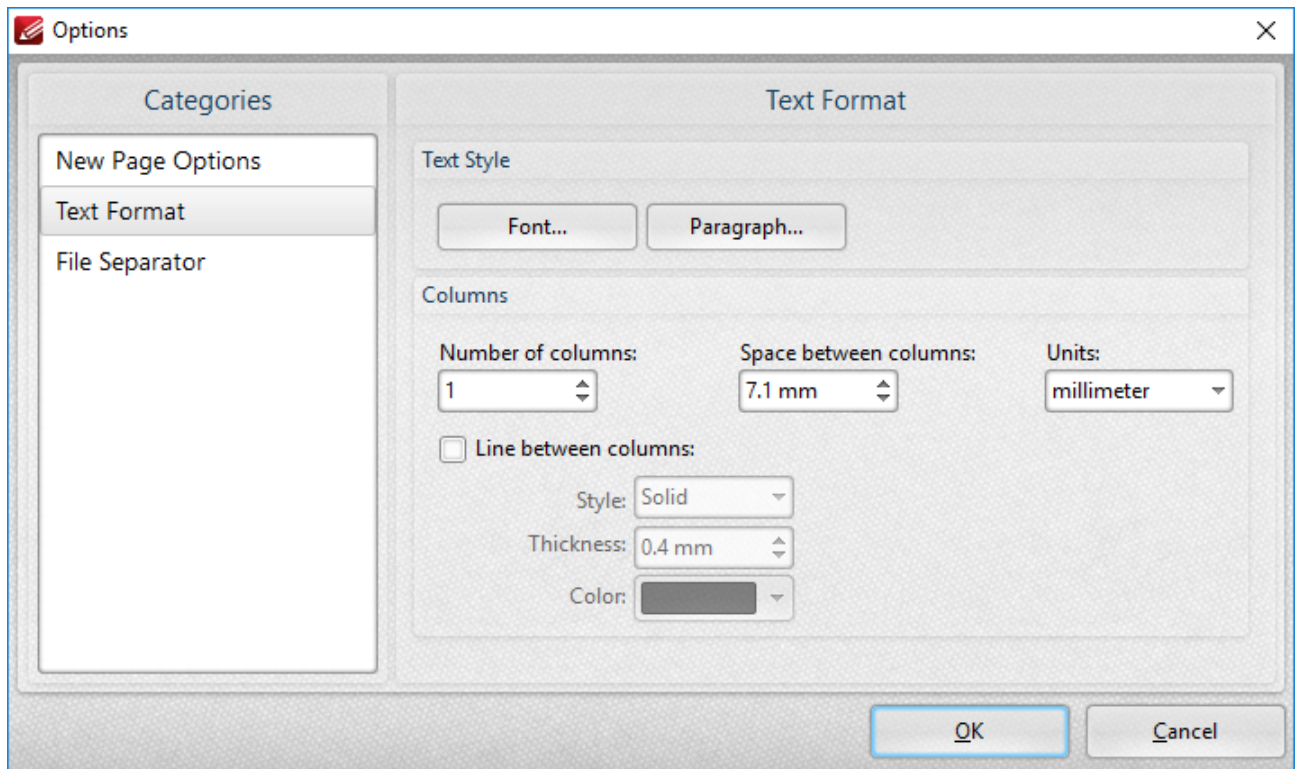 Options
Categories
New Page Options
Text Format
File Separator
Text Format
Text Style
Font...
Paragraph...
Columns
Number of columns:
Space between columns:
Units:
1
7.1 mm
millimeter
Line between columns:
Style: Solid
Thickness: 0.4 mm
Color:
OK
Cancel